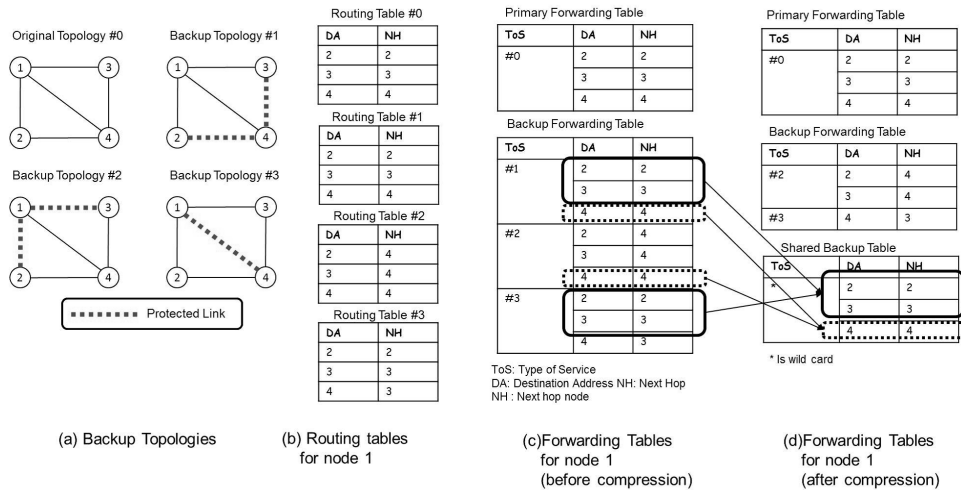 Original Topology #0
1
3
2
4
Backup Topology #1
1
3
2
4
Backup Topology #2
1
3
2
4
Backup Topology #3
1
3
2
4
Protected Link
(a) Backup Topologies
Routing Table #0
DA NH
2 2
3 3
4 4
Routing Table #1
DA NH
2 2
3 3
4 4
Routing Table #2
DA NH
2 4
3 4
4 4
Routing Table #3
DA NH
2 2
3 3
4 3
(b) Routing tables
for node 1
Primary Forwarding Table
ToS DA NH
#0 2 2
3 3
4 4
Backup Forwarding Table
ToS DA NH
#1 2 2
3 3
4 4
#2 2 4
3 4
4 4
#3 2 2
3 3
4 3
ToS: Type of Service
DA: Destination Address NH: Next Hop
NH : Next hop node
(c)Forwarding Tables
for node 1
(before compression)
Primary Forwarding Table
ToS DA NH
#0 2 2
3 3
4 4
Backup Forwarding Table
ToS DA NH
#2 2 4
3 4
#3 4 3
Shared Backup Table
ToS DA NH
* 2 2
3 3
4 4
* Is wild card
(d)Forwarding Tables
for node 1
(after compression)